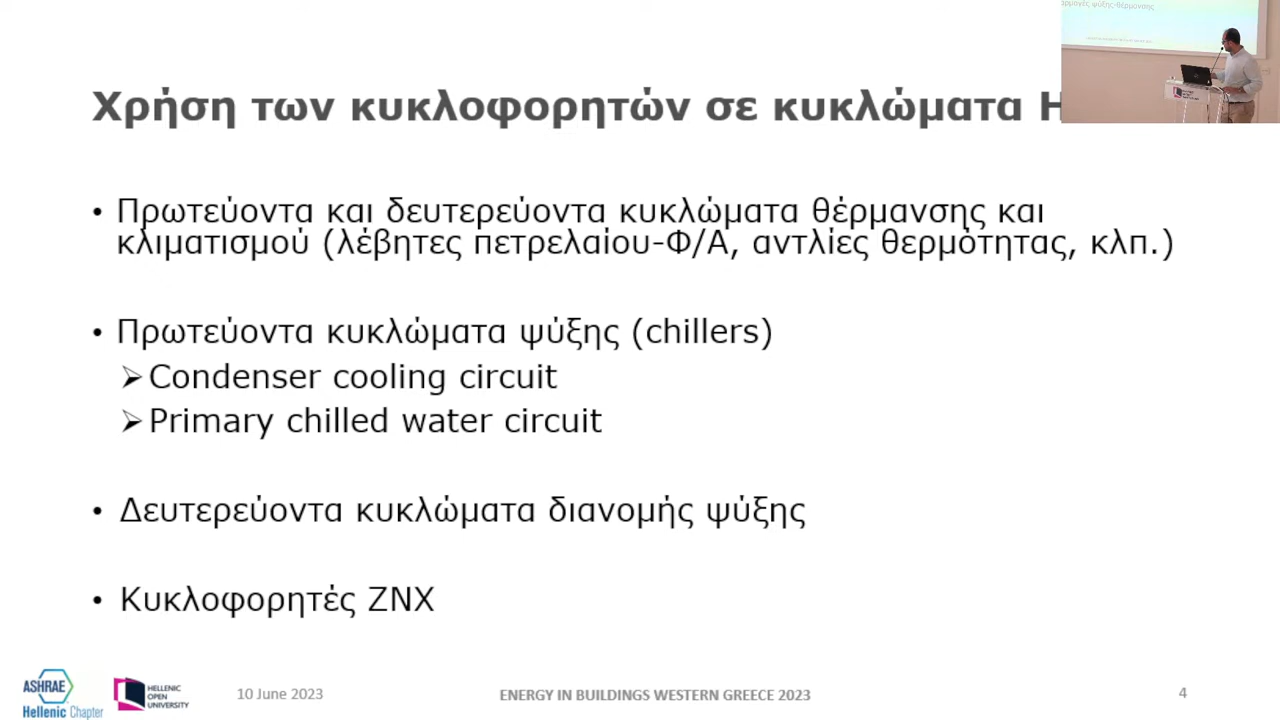 Χρήση των κυκλοφορητών σε κυκλώματα
• Πρωτεύοντα και δευτερεύοντα κυκλώματα θέρμανσης και
κλιματισμού (λέβητες πετρελαίου-Φ/Α, αντλίες θερμότητας, κλπ.)
• Πρωτεύοντα κυκλώματα ψύξης (chillers)
➢Condenser cooling circuit
➢Primary chilled water circuit
• Δευτερεύοντα κυκλώματα διανομής ψύξης
• Κυκλοφορητές ΖΝΧ
ASHRAE
Hellenic Chapter
HELLENIC
OPEN
UNIVERSITY
10 June 2023
ENERGY IN BUILDINGS WESTERN GREECE 2023
4